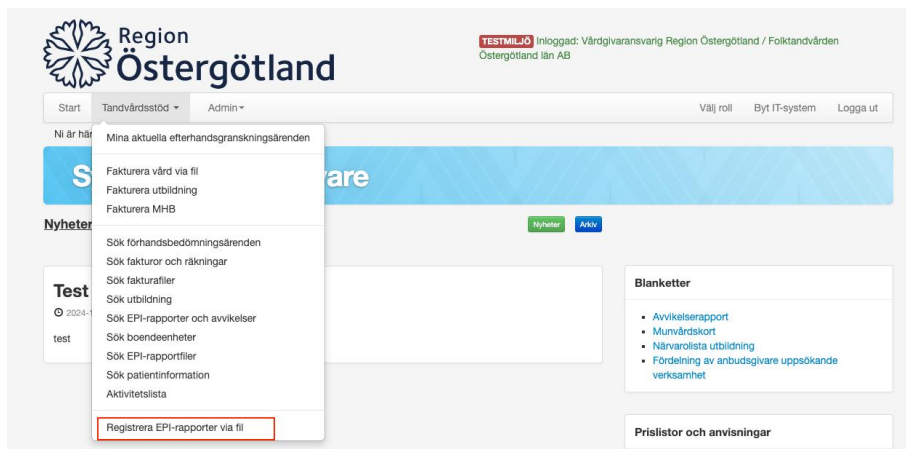 Region
Östergötland
TESTMILJÖ Inloggad: Vårdgivaransvarig Region Östergötland / Folktandvården
Östergötland län AB
Start Tandvårdsstöd Admin Välj roll Byt IT-system Logga ut
Ni är här
Mina aktuella efterhandsgranskningsärenden
Fakturera vård via fil
Fakturera utbildning
Fakturera MHB
S are
Nyheter
Nyheter Arkiv
Sök förhandsbedömningsärenden
Sök fakturor och räkningar
Sök fakturafiler
Sök utbildning
Sök EPI-rapporter och avvikelser
Sök boendeenheter
Sök EPI-rapportfiler
Sök patientinformation
Aktivitetslista
Registrera EPI-rapporter via fil
Test
2024-1
test
Blanketter
Avvikelserapport
Munvårdskort
Närvarolista utbildning
Fördelning av anbudsgivare uppsökande
verksamhet
Prislistor och anvisningar